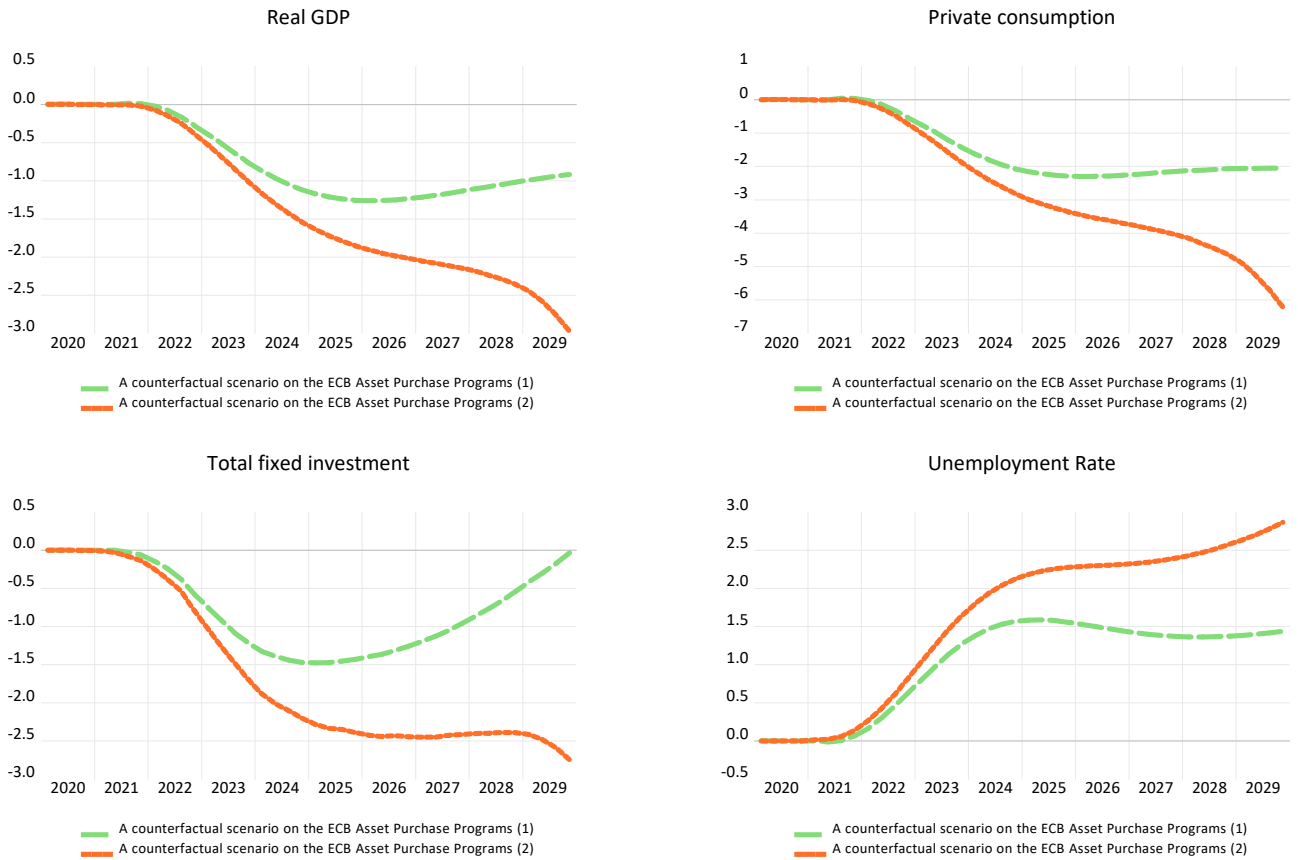 Real GDP
0.5
0.0
-0.5
-1.0
-1.5
-2.0
-2.5
-3.0
2020 2021 2022 2023 2024 2025 2026 2027 2028 2029
A counterfactual scenario on the ECB Asset Purchase Programs (1)
A counterfactual scenario on the ECB Asset Purchase Programs (2)
Private consumption
1
0
-1
-2
-3
-4
-5
-6
-7
2020 2021 2022 2023 2024 2025 2026 2027 2028 2029
A counterfactual scenario on the ECB Asset Purchase Programs (1)
A counterfactual scenario on the ECB Asset Purchase Programs (2)
Total fixed investment
0.5
0.0
-0.5
-1.0
-1.5
-2.0
-2.5
-3.0
2020 2021 2022 2023 2024 2025 2026 2027 2028 2029
A counterfactual scenario on the ECB Asset Purchase Programs (1)
A counterfactual scenario on the ECB Asset Purchase Programs (2)
Unemployment Rate
3.0
2.5
2.0
1.5
1.0
0.5
0.0
-0.5
2020 2021 2022 2023 2024 2025 2026 2027 2028 2029
A counterfactual scenario on the ECB Asset Purchase Programs (1)
A counterfactual scenario on the ECB Asset Purchase Programs (2)